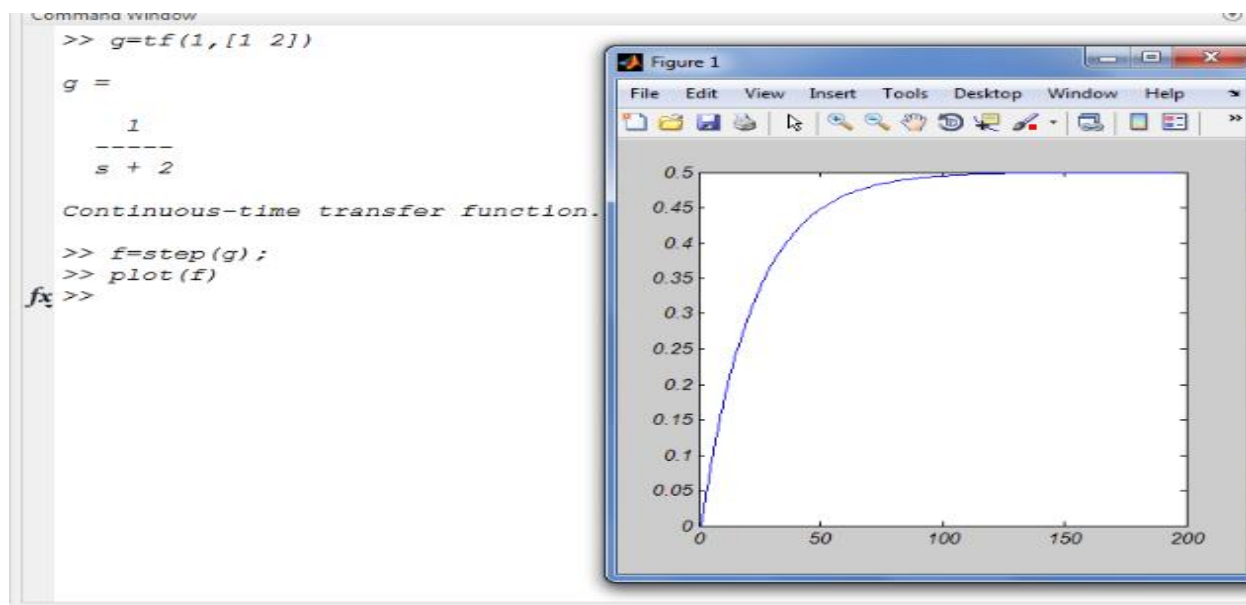 Command Window
>> g=tf(1,[1 2])
g =
1
-----
s + 2
Continuous-time transfer function.
>> f=step(g);
>> plot(f)
fx >>
Figure 1
File Edit View Insert Tools Desktop Window Help
0.5
0.45
0.4
0.35
0.3
0.25
0.2
0.15
0.1
0.05
0
0 50 100 150 200